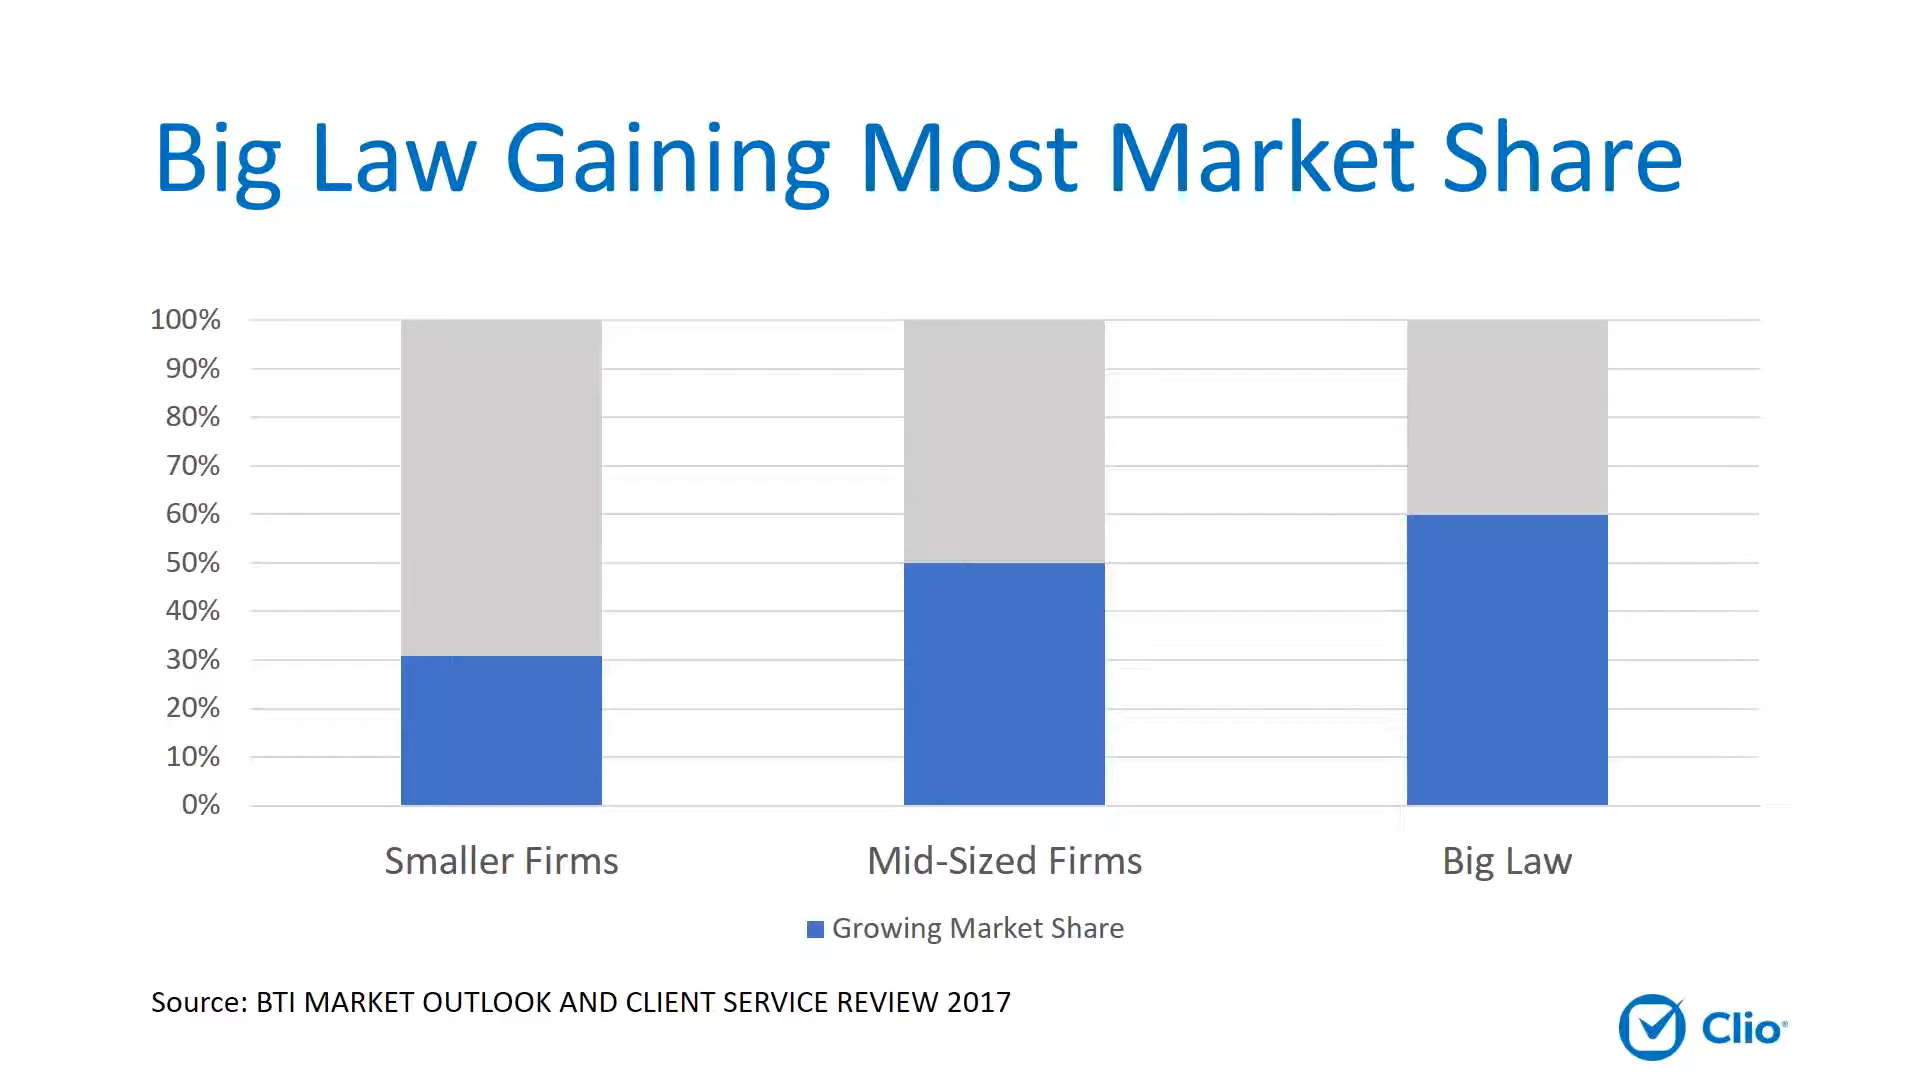 Big Law Gaining Most Market Share
100%
90%
80%
70%
60%
50%
40%
30%
20%
10%
0%
Smaller Firms
Mid-Sized Firms
Big Law
Growing Market Share
Source: BTI MARKET OUTLOOK AND CLIENT SERVICE REVIEW 2017
Clio®